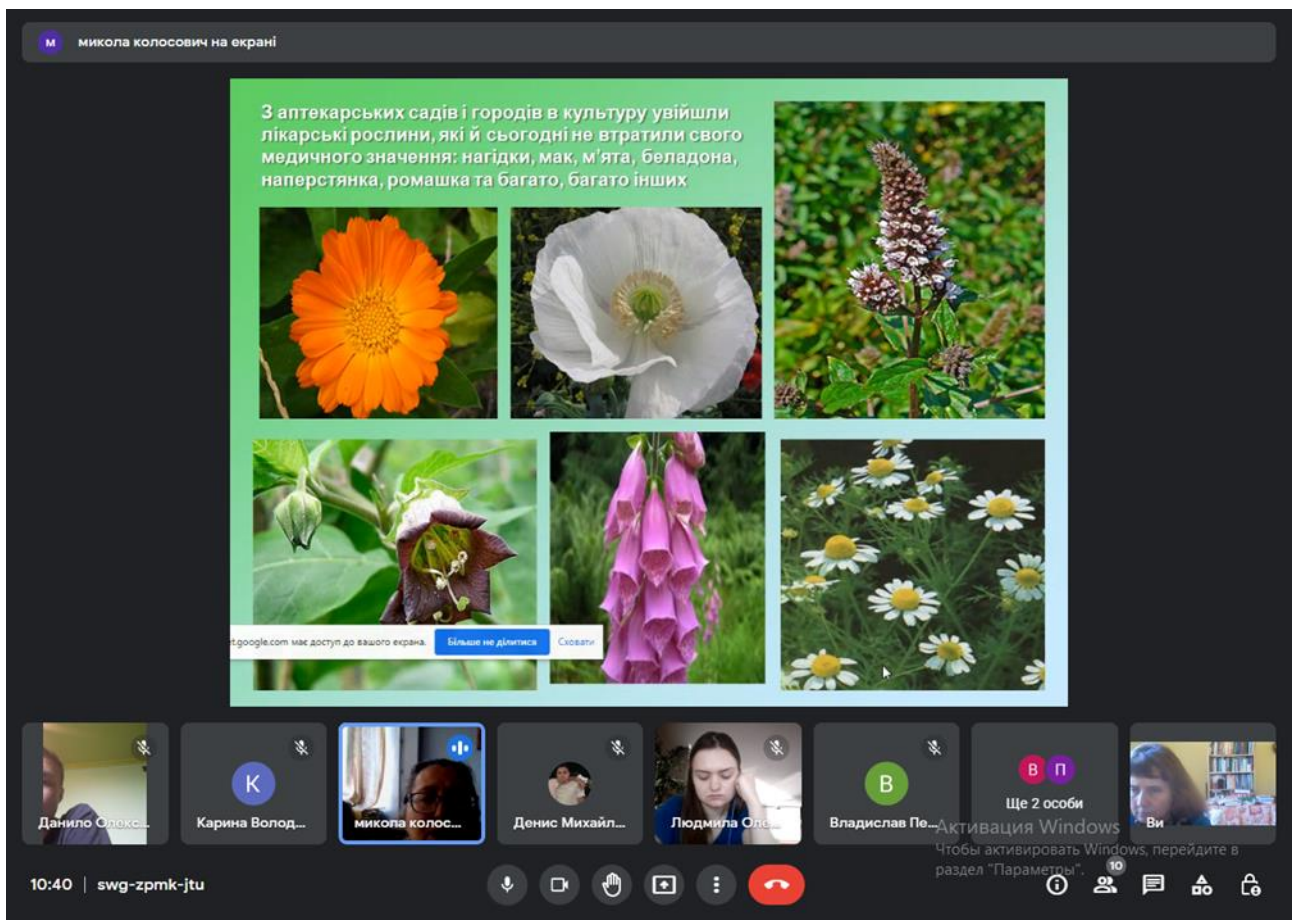 м микола колосович на екрані
З аптекарських садів і городів в культуру увійшли
лікарські рослини, які й сьогодні не втратили свого
медичного значення: нагідки, мак, м'ята, беладона,
наперстянка, ромашка та багато, багато інших
et.google.com має доступ до вашого екрана. Більше не ділитися Сховати
К
В
В П
Ще 2 особи
Данило Олекс... Карина Волод... микола колос... Денис Михайл... Людмила Оле... Владислав Пе... Ви
Активация Windows
Чтобы активировать Windows, перейдите в
раздел "Параметры".
10:40 | swg-zpmk-jtu 10